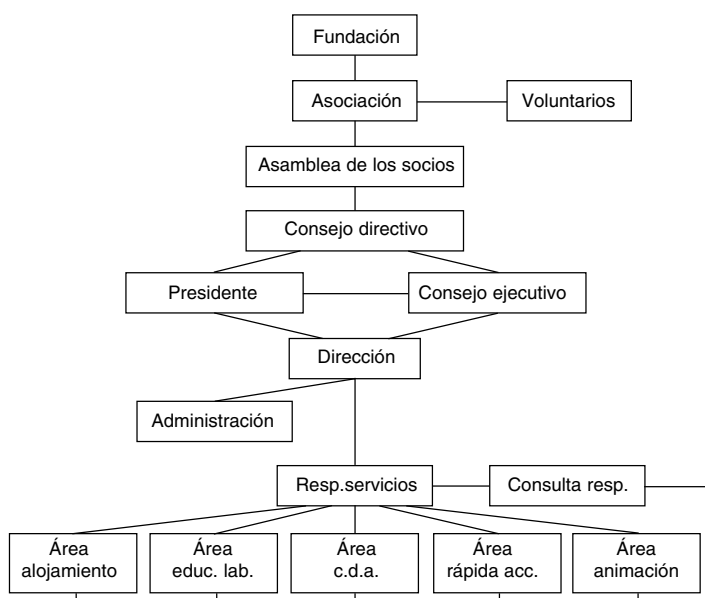 Fundación
Asociación
Voluntarios
Asamblea de los socios
Consejo directivo
Presidente
Consejo ejecutivo
Dirección
Administración
Resp.servicios
Consulta resp.
Área
alojamiento
Área
educ. lab.
Área
c.d.a.
Área
rápida acc.
Área
animación